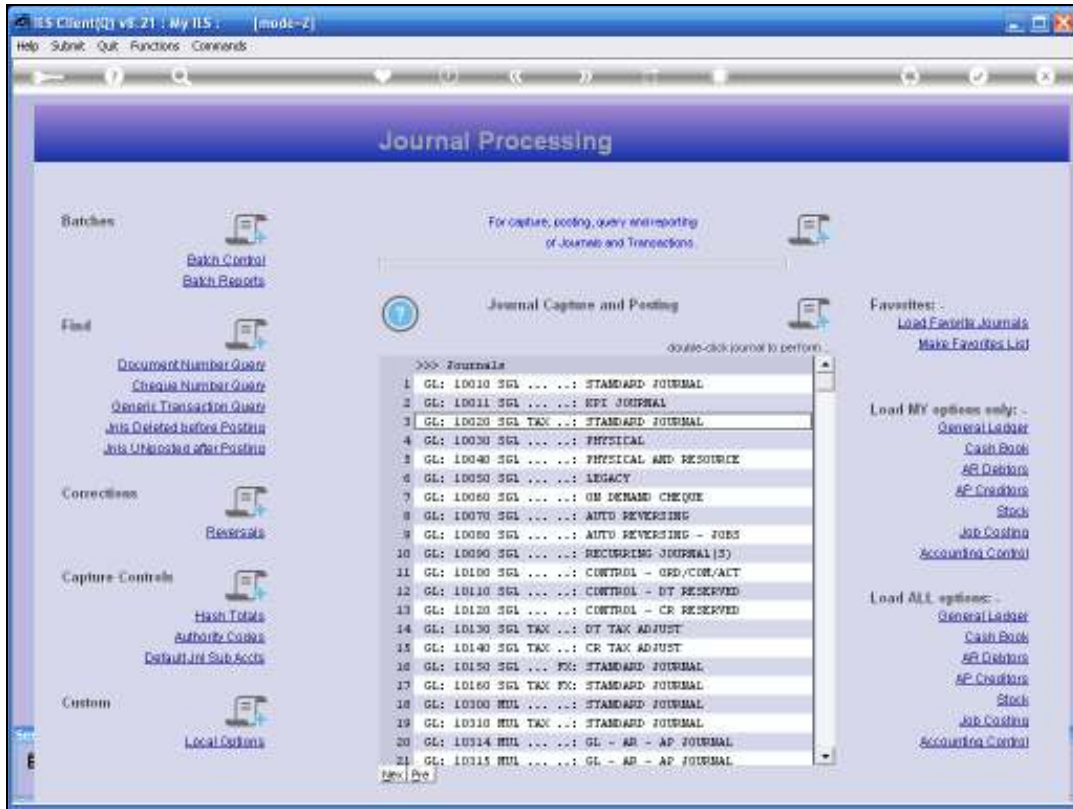 IES Client(Q) v8.21 : My IES : [mode=2]
Help Submit Quit Functions Commands
Journal Processing
Batches
Batch Control
Batch Reports
Find
Document Number Query
Cheque Number Query
Generic Transaction Query
Jnls Deleted before Posting
Jnls UNposted after Posting
Corrections
Reversals
Capture Controls
Hash Totals
Authority Codes
Default Jnl Sub Accts
Custom
Local Options
For capture, posting, query and reporting
of Journals and Transactions.
Journal Capture and Posting
double-click journal to perform...
>>> Journals
1 GL: 10010 SGL ... ..: STANDARD JOURNAL
2 GL: 10011 SGL ... ..: KPI JOURNAL
3 GL: 10020 SGL TAX ..: STANDARD JOURNAL
4 GL: 10030 SGL ... ..: PHYSICAL
5 GL: 10040 SGL ... ..: PHYSICAL AND RESOURCE
6 GL: 10050 SGL ... ..: LEGACY
7 GL: 10060 SGL ... ..: ON DEMAND CHEQUE
8 GL: 10070 SGL ... ..: AUTO REVERSING
9 GL: 10080 SGL ... ..: AUTO REVERSING - JOBS
10 GL: 10090 SGL ... ..: RECURRING JOURNAL(S)
11 GL: 10100 SGL ... ..: CONTROL - ORD/COM/ACT
12 GL: 10110 SGL ... ..: CONTROL - DT RESERVED
13 GL: 10120 SGL ... ..: CONTROL - CR RESERVED
14 GL: 10130 SGL TAX ..: DT TAX ADJUST
15 GL: 10140 SGL TAX ..: CR TAX ADJUST
16 GL: 10150 SGL ... FX: STANDARD JOURNAL
17 GL: 10160 SGL TAX FX: STANDARD JOURNAL
18 GL: 10300 MUL ... ..: STANDARD JOURNAL
19 GL: 10310 MUL TAX ..: STANDARD JOURNAL
20 GL: 10314 MUL ... ..: GL - AR - AP JOURNAL
21 GL: 10315 MUL ... ..: GL - AR - AP JOURNAL
Nex Pre
Favorites: -
Load Favorite Journals
Make Favorites List
Load MY options only: -
General Ledger
Cash Book
AR Debtors
AP Creditors
Stock
Job Costing
Accounting Control
Load ALL options: -
General Ledger
Cash Book
AR Debtors
AP Creditors
Stock
Job Costing
Accounting Control